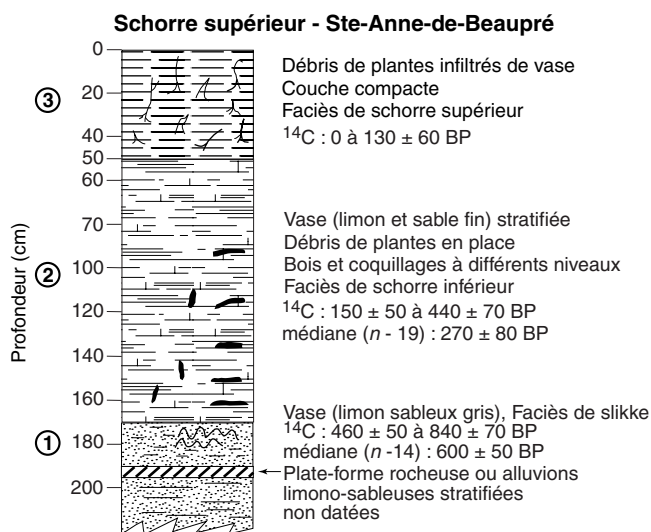 Schorre supérieur - Ste-Anne-de-Beaupré
Profondeur (cm)
0
20
40
50
60
70
100
120
140
160
180
200
③
②
①
Débris de plantes infiltrés de vase
Couche compacte
Faciès de schorre supérieur
¹⁴C : 0 à 130 ± 60 BP
Vase (limon et sable fin) stratifiée
Débris de plantes en place
Bois et coquillages à différents niveaux
Faciès de schorre inférieur
¹⁴C : 150 ± 50 à 440 ± 70 BP
médiane (n - 19) : 270 ± 80 BP
Vase (limon sableux gris), Faciès de slikke
¹⁴C : 460 ± 50 à 840 ± 70 BP
médiane (n -14) : 600 ± 50 BP
Plate-forme rocheuse ou alluvions
limono-sableuses stratifiées
non datées